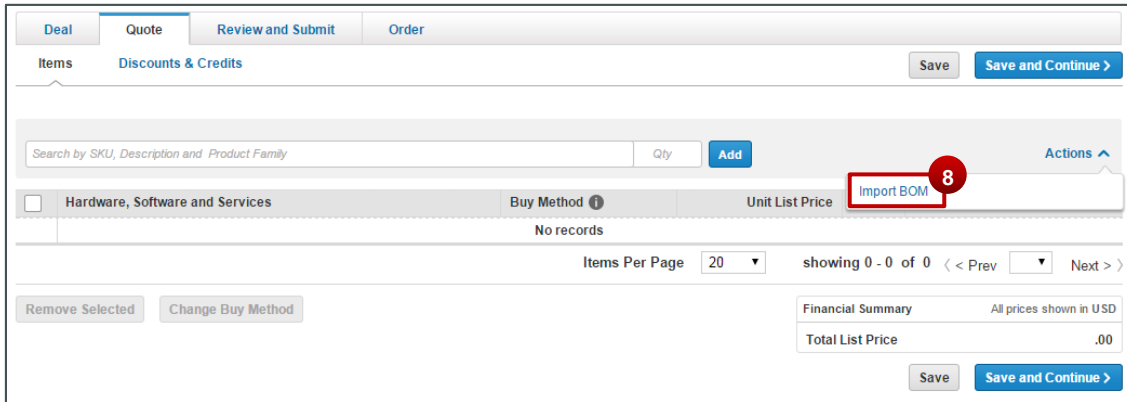 Deal Quote Review and Submit Order
Items Discounts & Credits Save Save and Continue >
Search by SKU, Description and Product Family Qty Add Actions
8
Import BOM
Hardware, Software and Services Buy Method i Unit List Price
No records
Items Per Page 20 showing 0 - 0 of 0 < Prev Next >
Remove Selected Change Buy Method Financial Summary All prices shown in USD
Total List Price .00
Save Save and Continue >